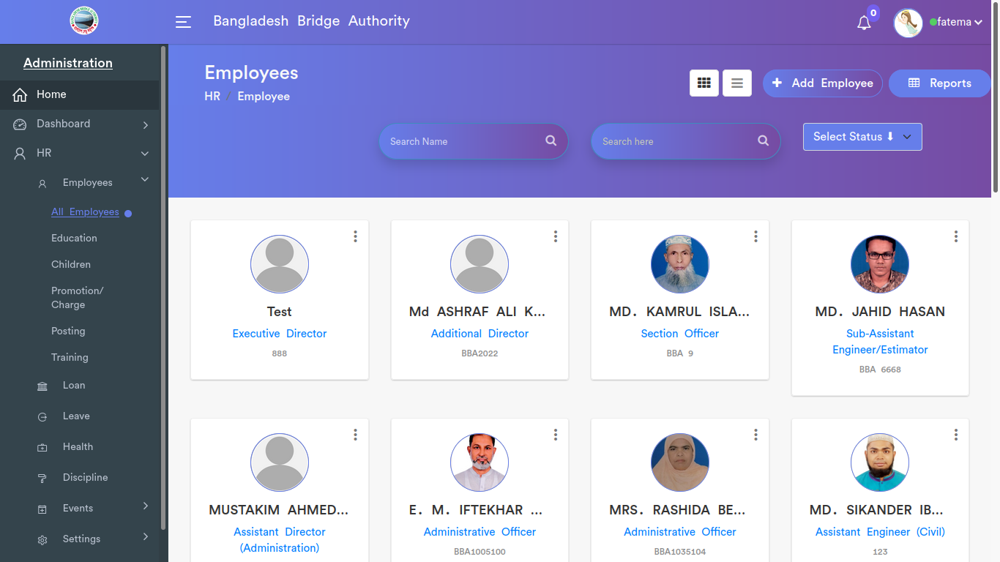 Bangladesh Bridge Authority
0
fatema
Administration
Home
Dashboard
HR
Employees
All Employees
Education
Children
Promotion/
Charge
Posting
Training
Loan
Leave
Health
Discipline
Events
Settings
Employees
HR / Employee
Add Employee
Reports
Search Name
Search here
Select Status ⬇
Test
Executive Director
888
Md ASHRAF ALI K...
Additional Director
BBA2022
MD. KAMRUL ISLA...
Section Officer
BBA 9
MD. JAHID HASAN
Sub-Assistant
Engineer/Estimator
BBA 6668
MUSTAKIM AHMED...
Assistant Director
(Administration)
E. M. IFTEKHAR ...
Administrative Officer
BBA1005100
MRS. RASHIDA BE...
Administrative Officer
BBA1035104
MD. SIKANDER IB...
Assistant Engineer (Civil)
123